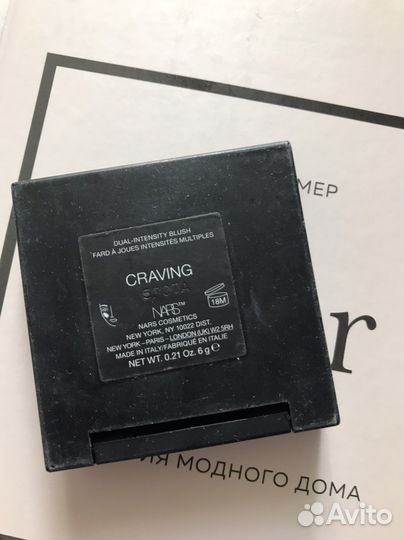 МЕР
DUAL-INTENSITY BLUSH
FARD À JOUES INTENSITÉS MULTIPLES
CRAVING
NARS™
18M
NARS COSMETICS
NEW YORK, NY 10022 DIST.
NEW YORK–PARIS–LONDON (UK) W2 5RH
MADE IN ITALY/FABRIQUÉ EN ITALIE
NET WT. 0.21 Oz. 6 g ℮
r
ИЯ МОДНОГО ДОМА
Avito